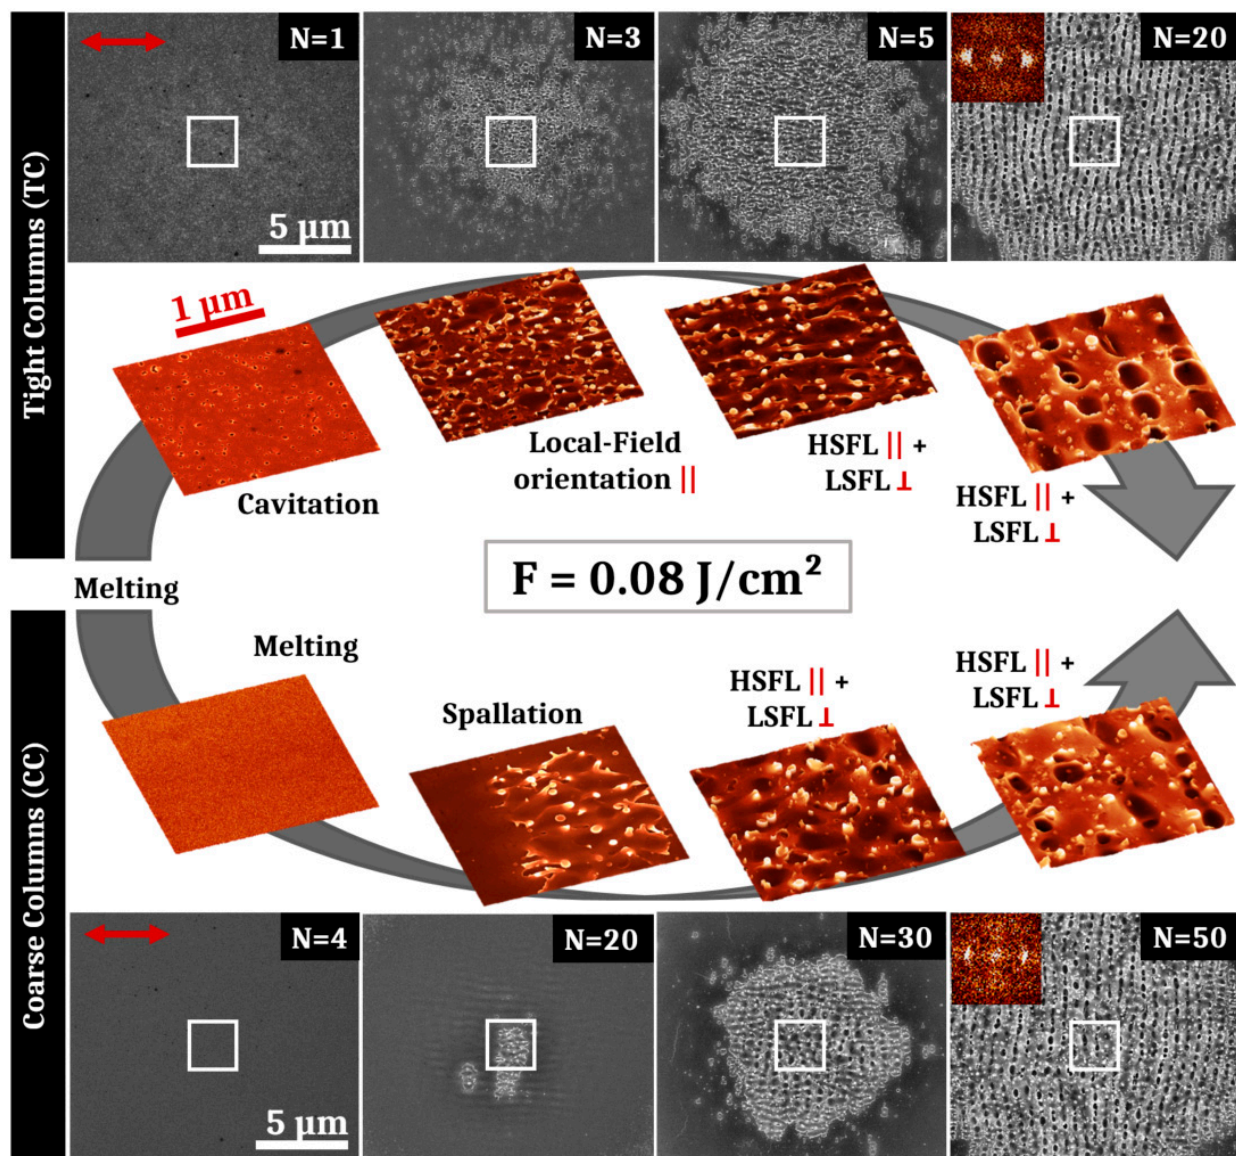 Tight Columns (TC)
N=1
N=3
N=5
N=20
5 µm
1 µm
Cavitation
Local-Field
orientation ||
HSFL || +
LSFL ⊥
HSFL || +
LSFL ⊥
F = 0.08 J/cm²
Melting
Coarse Columns (CC)
Melting
Spallation
HSFL || +
LSFL ⊥
HSFL || +
LSFL ⊥
N=4
N=20
N=30
N=50
5 µm